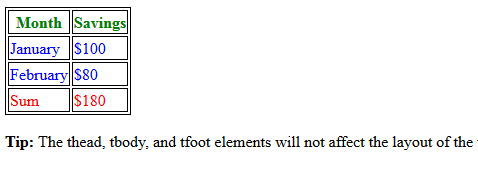 Month Savings
January $100
February $80
Sum $180
Tip: The thead, tbody, and tfoot elements will not affect the layout of the